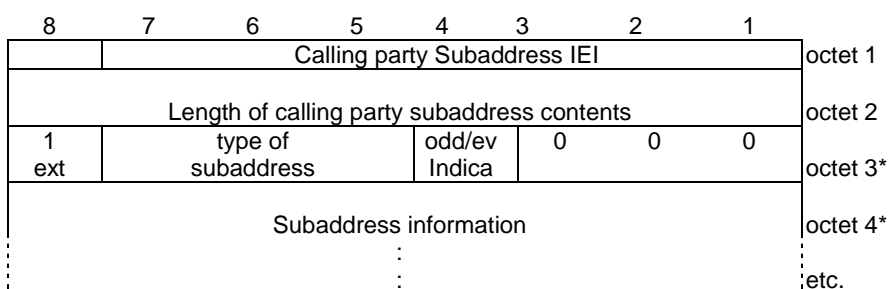 8 7 6 5 4 3 2 1
Calling party Subaddress IEI octet 1
Length of calling party subaddress contents octet 2
1 type of odd/ev 0 0 0
ext subaddress Indica octet 3*
Subaddress information octet 4*
:
: etc.